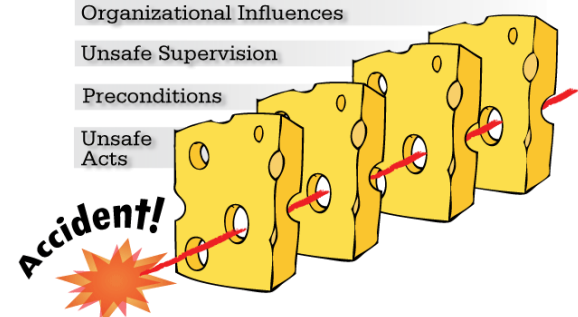 Organizational Influences
Unsafe Supervision
Preconditions
Unsafe
Acts
Accident!